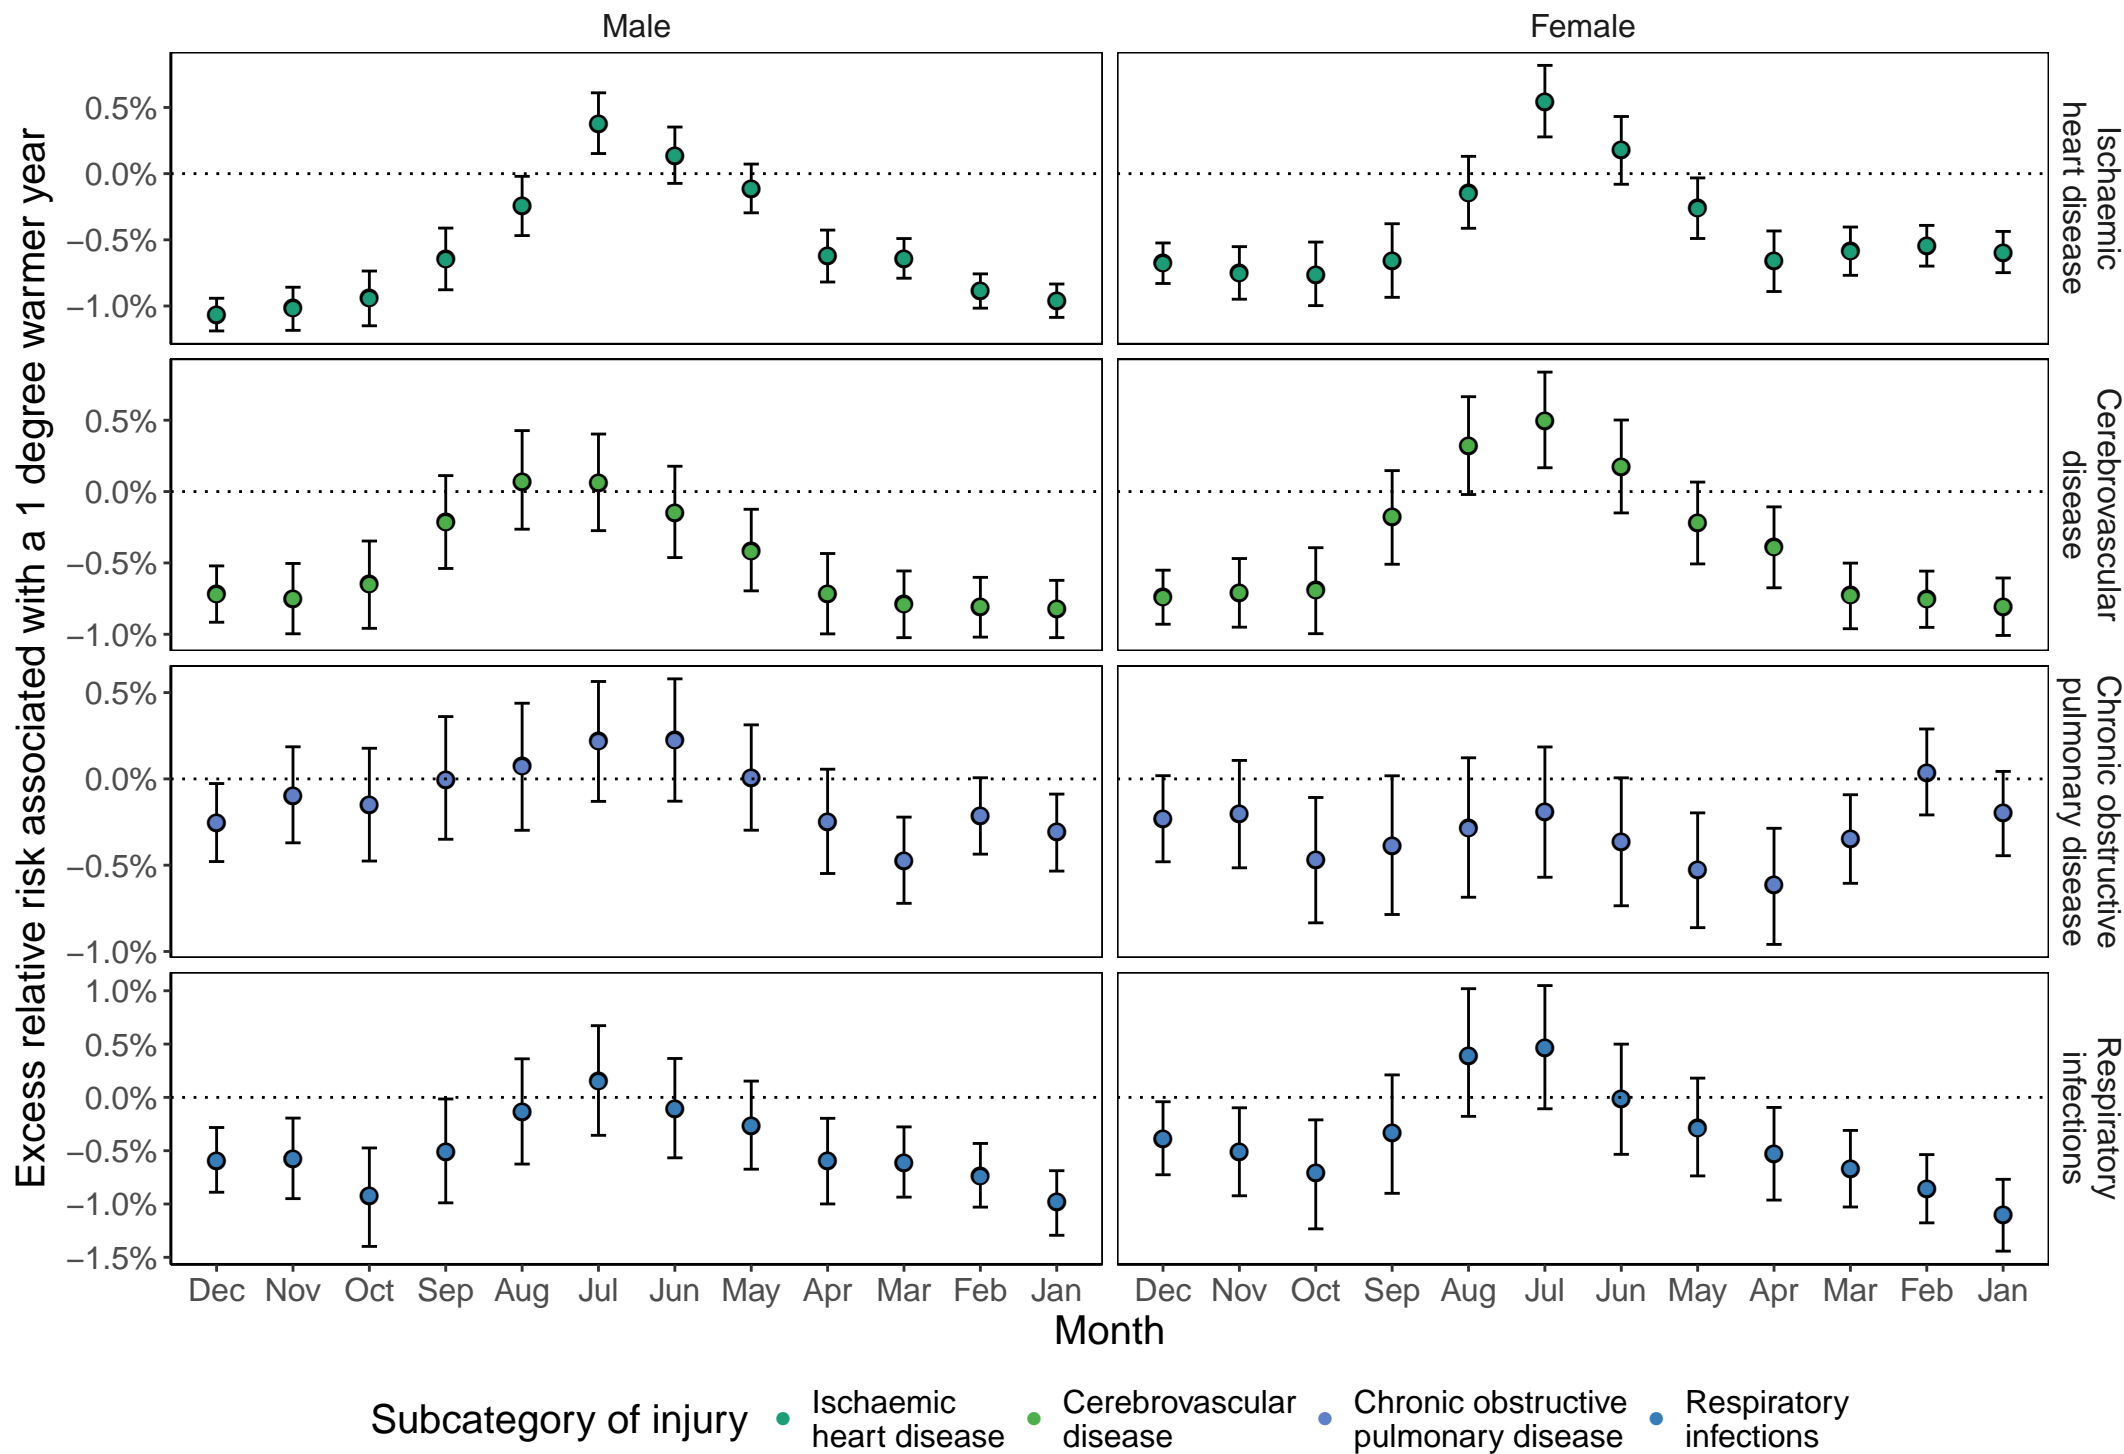 Male
Female
Excess relative risk associated with a 1 degree warmer year
0.5%
0.0%
−0.5%
−1.0%
Ischaemic
heart disease
0.5%
0.0%
−0.5%
−1.0%
Cerebrovascular
disease
0.5%
0.0%
−0.5%
−1.0%
Chronic obstructive
pulmonary disease
1.0%
0.5%
0.0%
−0.5%
−1.0%
−1.5%
Respiratory
infections
Dec Nov Oct Sep Aug Jul Jun May Apr Mar Feb Jan
Dec Nov Oct Sep Aug Jul Jun May Apr Mar Feb Jan
Month
Subcategory of injury
Ischaemic
heart disease
Cerebrovascular
disease
Chronic obstructive
pulmonary disease
Respiratory
infections